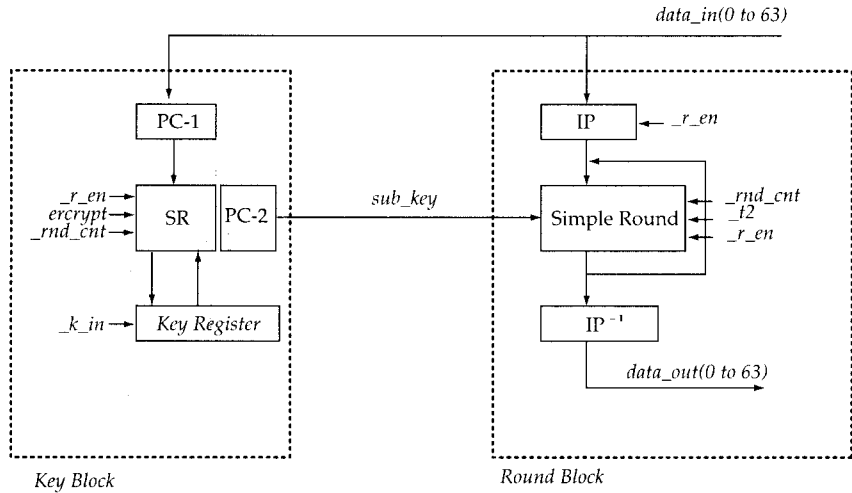 data_in(0 to 63)
PC-1
IP
_r_en
_r_en
ercrypt
_rnd_cnt
SR
PC-2
sub_key
Simple Round
_rnd_cnt
_t2
_r_en
_k_in
Key Register
IP⁻¹
data_out(0 to 63)
Key Block
Round Block